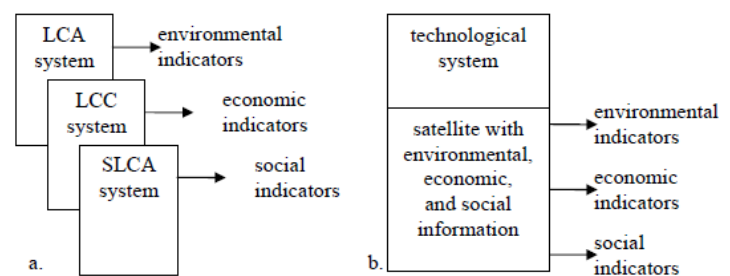 LCA
system
environmental
indicators
LCC
system
economic
indicators
SLCA
system
social
indicators
a.
technological
system
satellite with
environmental,
economic,
and social
information
environmental
indicators
economic
indicators
social
indicators
b.